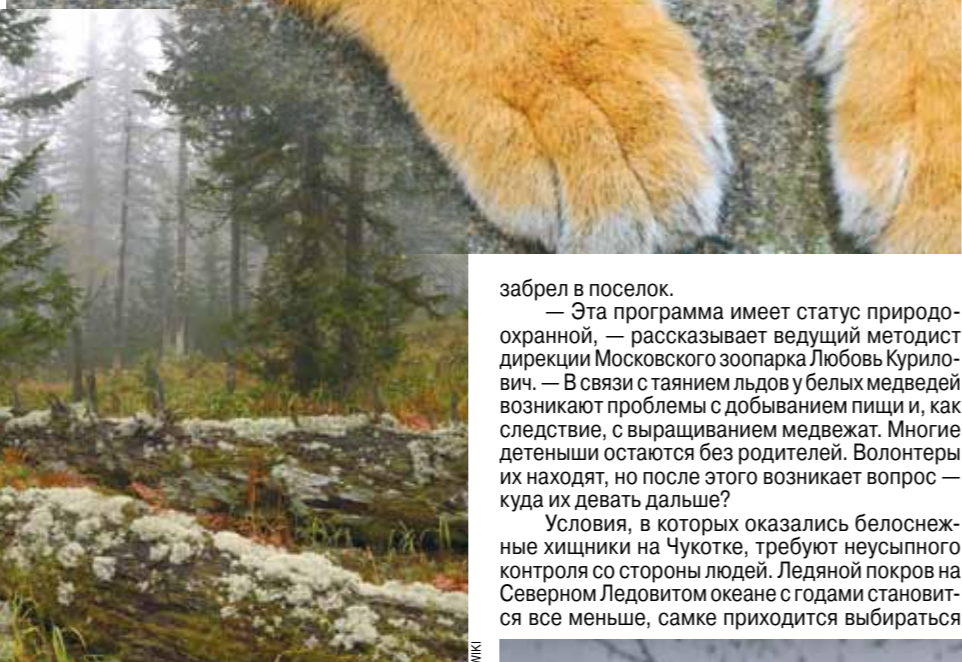 забрел в поселок.
— Эта программа имеет статус природо-
охранной, — рассказывает ведущий методист
дирекции Московского зоопарка Любовь Курило-
вич. — В связи с таянием льдов у белых медведей
возникают проблемы с добыванием пищи и, как
следствие, с выращиванием медвежат. Многие
детеныши остаются без родителей. Волонтеры
их находят, но после этого возникает вопрос —
куда их девать дальше?
Условия, в которых оказались белоснеж-
ные хищники на Чукотке, требуют неусыпного
контроля со стороны людей. Ледяной покров на
Северном Ледовитом океане с годами становит-
ся все меньше, самке приходится выбираться
WIKI